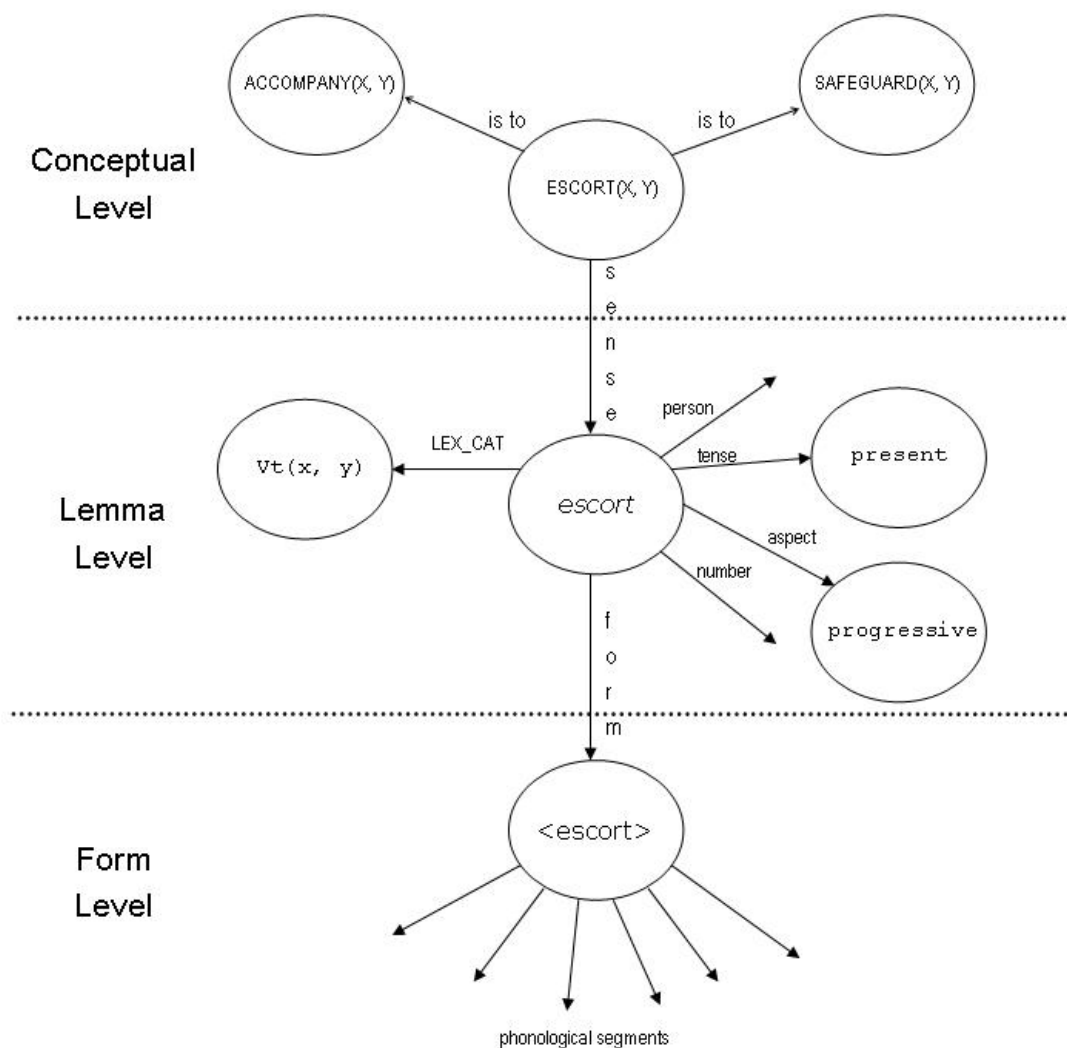 ACCOMPANY(X, Y)
SAFEGUARD(X, Y)
is to
is to
Conceptual
Level
ESCORT(X, Y)
s
e
n
s
e
person
LEX_CAT
tense
Vt(x, y)
present
escort
Lemma
Level
aspect
number
progressive
f
o
r
m
<escort>
Form
Level
phonological segments